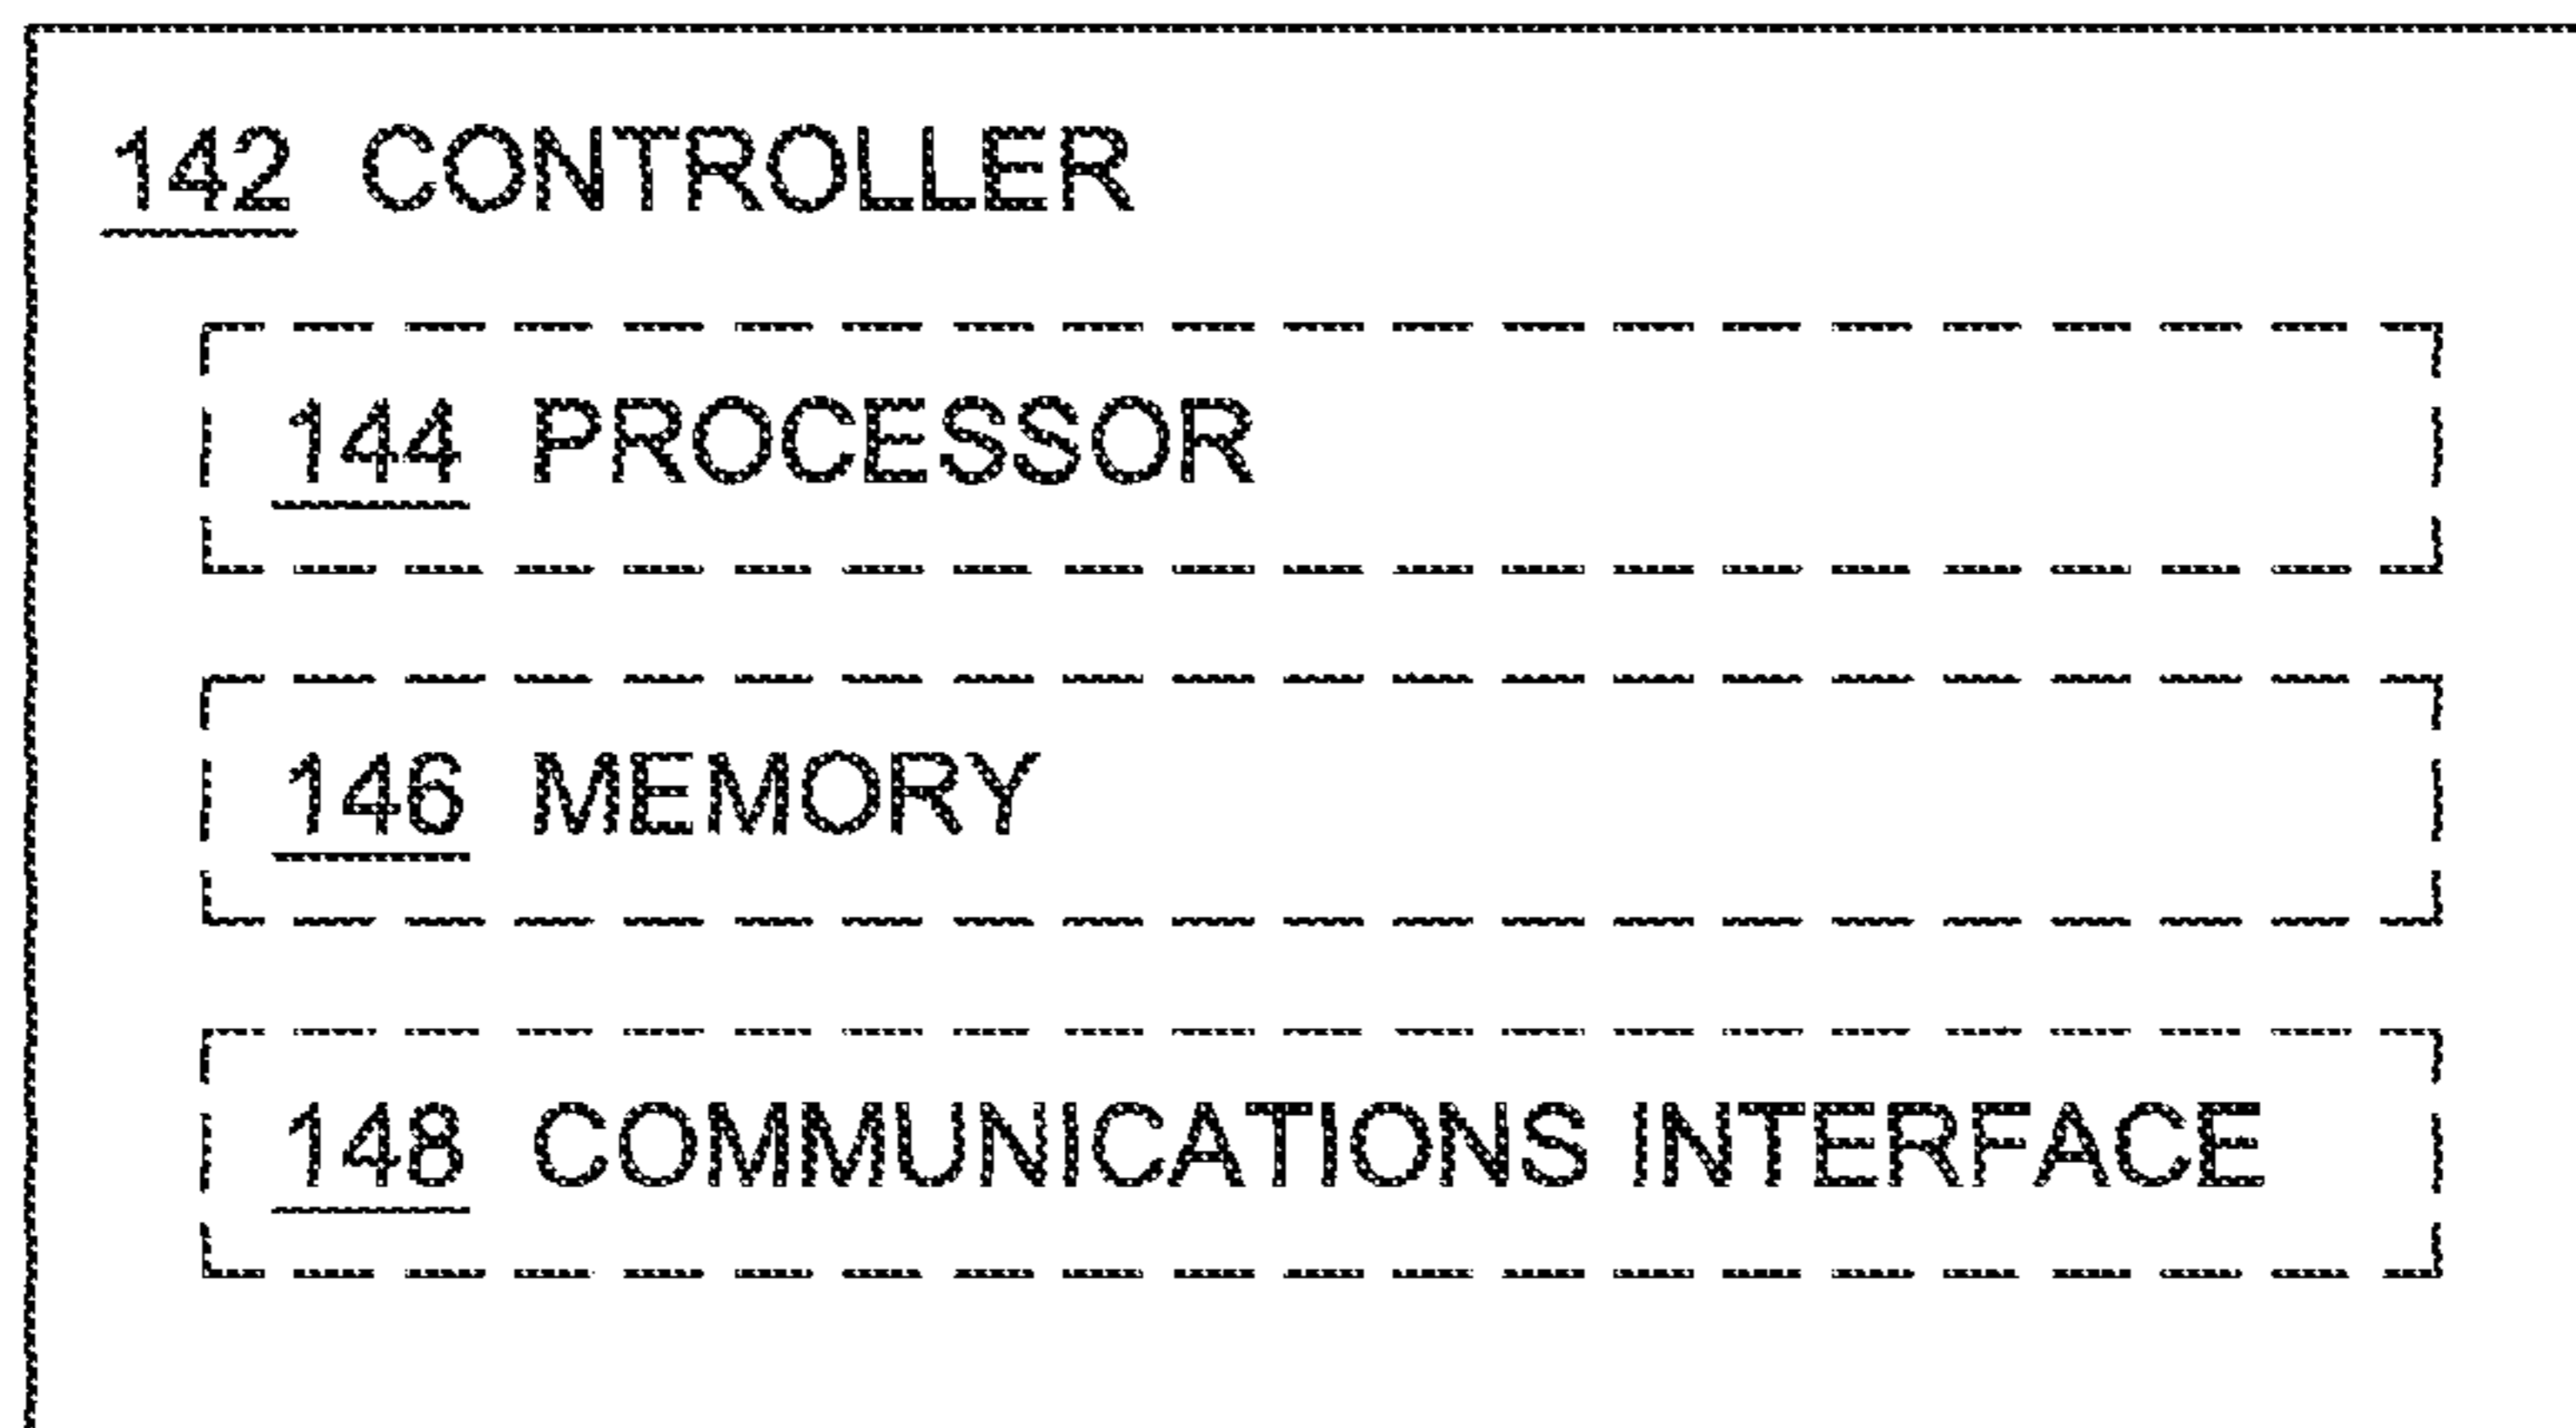 142 CONTROLLER
144 PROCESSOR
146 MEMORY
148 COMMUNICATIONS INTERFACE